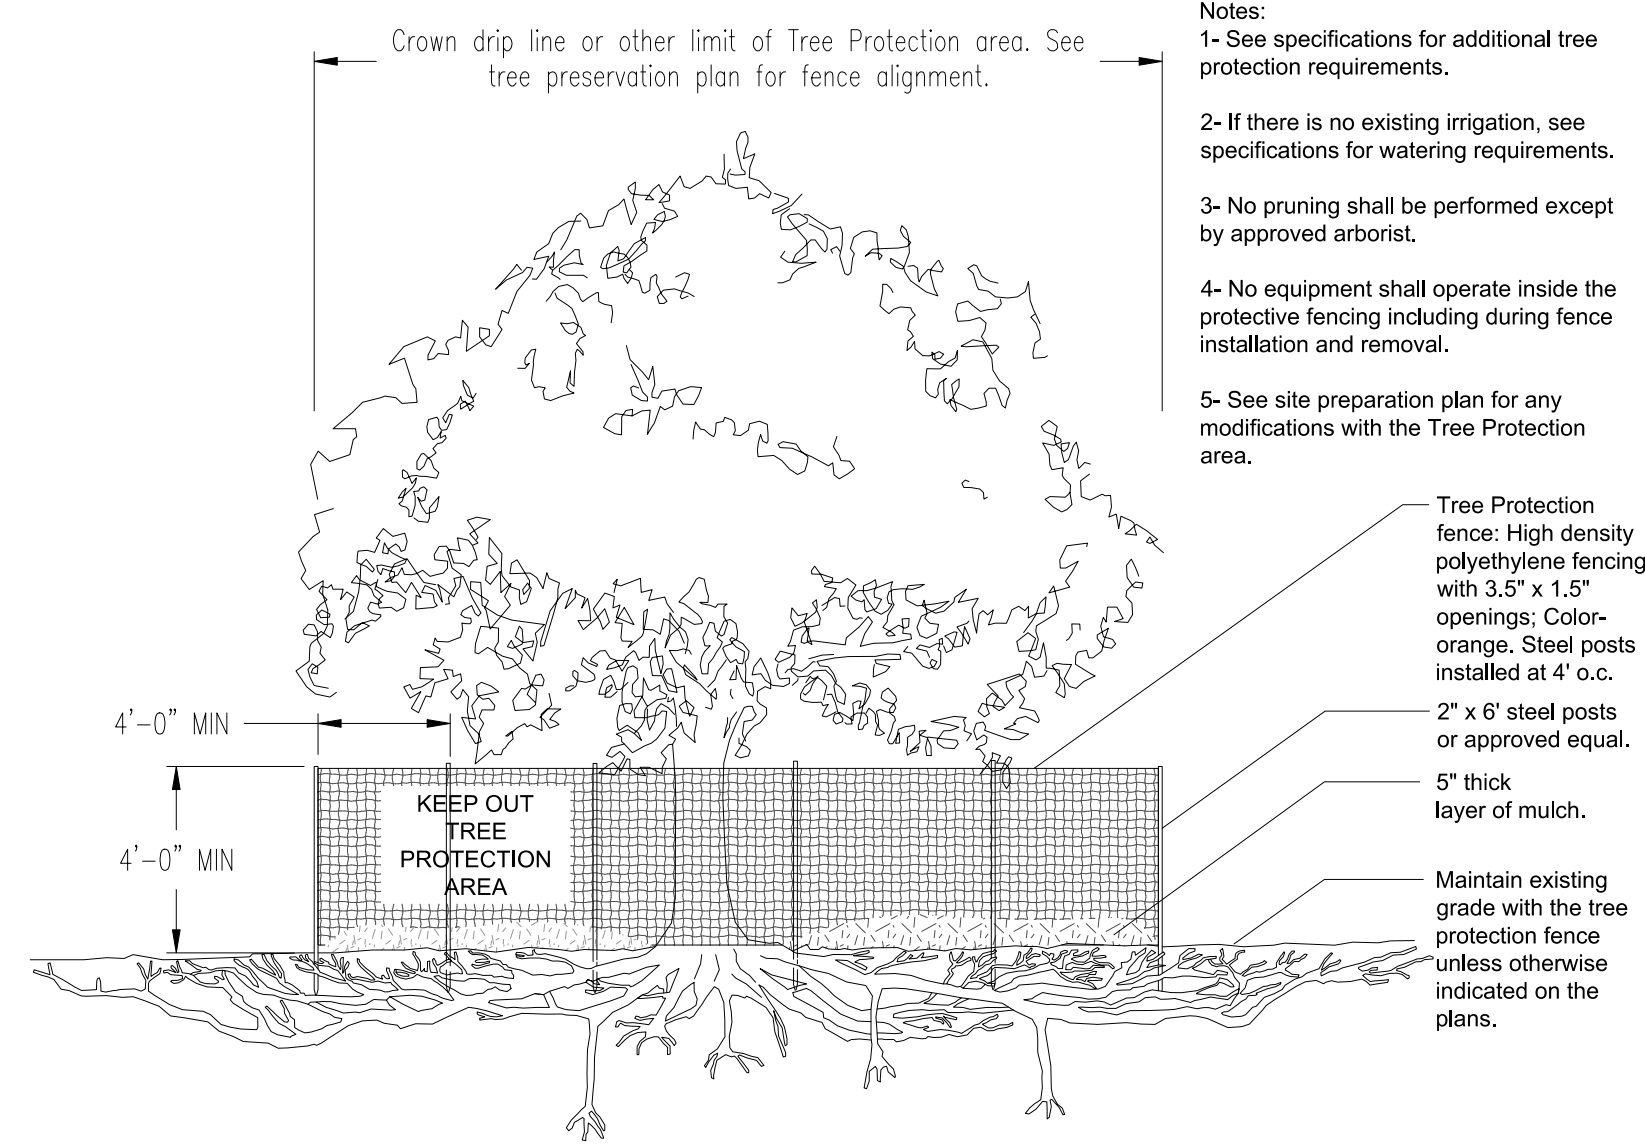 Crown drip line or other limit of Tree Protection area. See
tree preservation plan for fence alignment.
Notes:
1- See specifications for additional tree
protection requirements.
2- If there is no existing irrigation, see
specifications for watering requirements.
3- No pruning shall be performed except
by approved arborist.
4- No equipment shall operate inside the
protective fencing including during fence
installation and removal.
5- See site preparation plan for any
modifications with the Tree Protection
area.
Tree Protection
fence: High density
polyethylene fencing
with 3.5" x 1.5"
openings; Color-
orange. Steel posts
installed at 4' o.c.
2" x 6' steel posts
or approved equal.
5" thick
layer of mulch.
Maintain existing
grade with the tree
protection fence
unless otherwise
indicated on the
plans.
4'-0" MIN
4'-0" MIN
KEEP OUT
TREE
PROTECTION
AREA